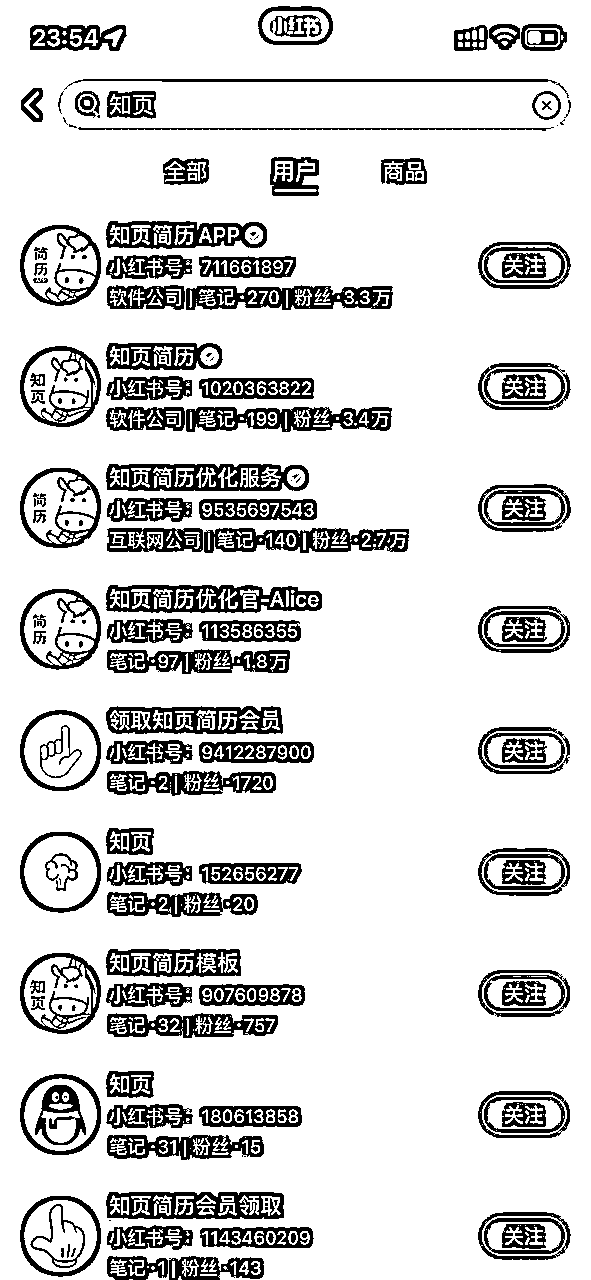 23:54
小红书
知页
全部 用户 商品
简历
知页简历APP
小红书号：711661897
软件公司 | 笔记·270 | 粉丝·3.3万
关注
知页
知页简历
小红书号：1020363822
软件公司 | 笔记·199 | 粉丝·3.4万
关注
简历
知页简历优化服务
小红书号：9535697543
互联网公司 | 笔记·140 | 粉丝·2.7万
关注
简历
知页简历优化官-Alice
小红书号：113586355
笔记·97 | 粉丝·1.8万
关注
领取知页简历会员
小红书号：9412287900
笔记·2 | 粉丝·1720
关注
知页
小红书号：152656277
笔记·2 | 粉丝·20
关注
知页
知页简历模板
小红书号：907609878
笔记·32 | 粉丝·757
关注
知页
小红书号：180613858
笔记·31 | 粉丝·15
关注
知页简历会员领取
小红书号：1143460209
笔记·1 | 粉丝·143
关注